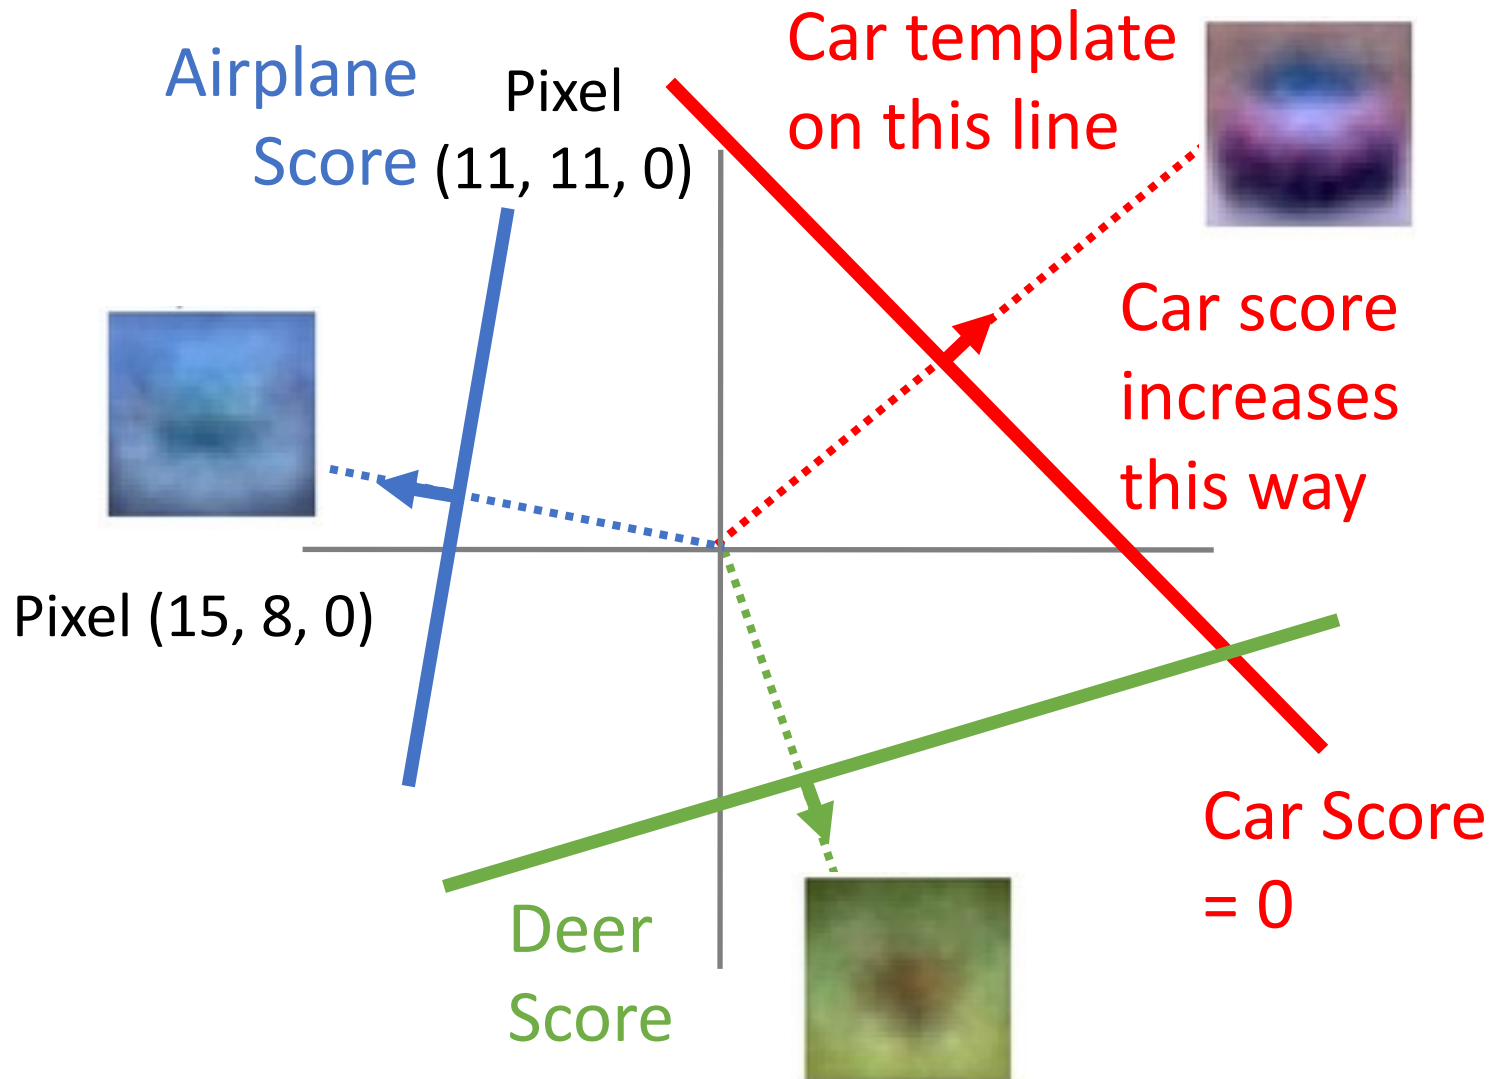 Airplane
Score
Pixel
(11, 11, 0)
Car template
on this line
Car score
increases
this way
Pixel (15, 8, 0)
Car Score
= 0
Deer
Score